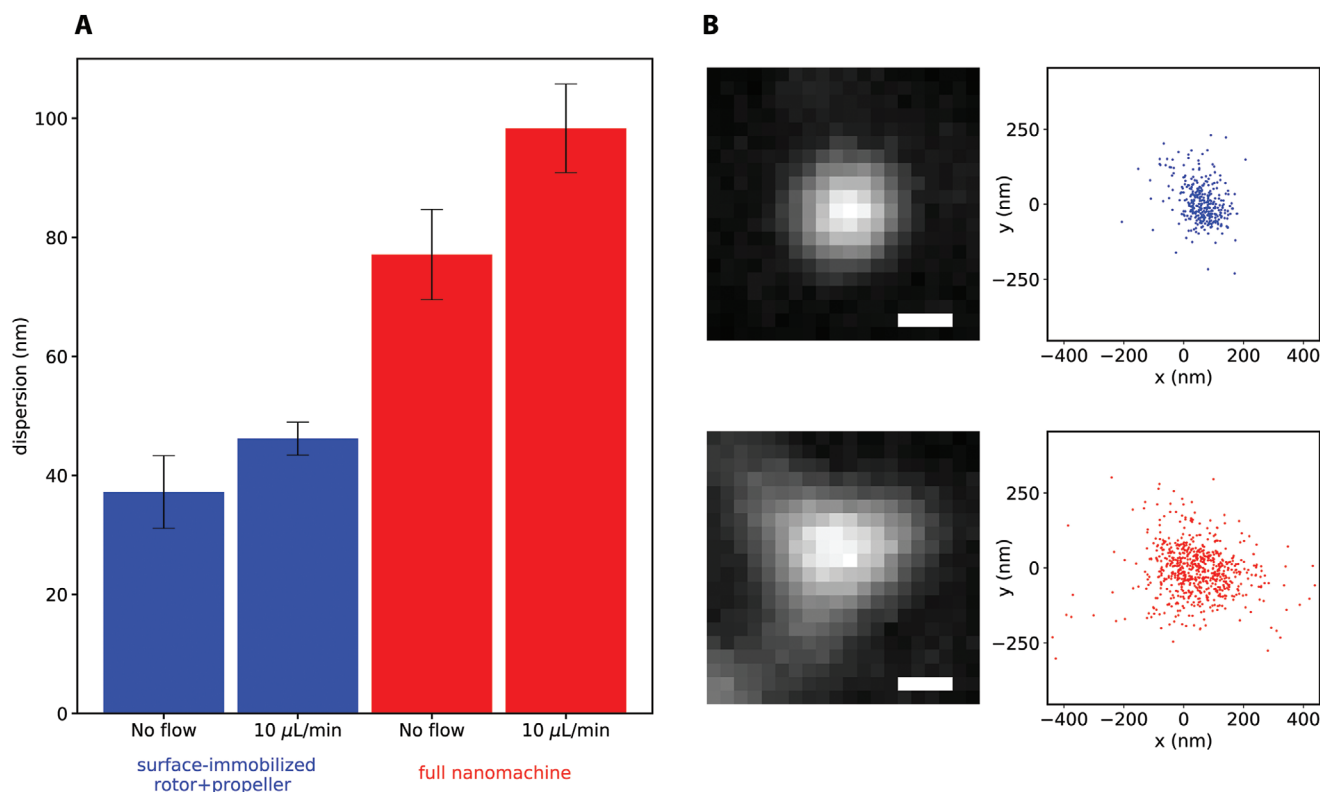 A
dispersion (nm)
100
80
60
40
20
0
No flow 10 μL/min No flow 10 μL/min
surface-immobilized
rotor+propeller
full nanomachine
B
y (nm)
250
0
−250
−400 −200 0 200 400
x (nm)
y (nm)
250
0
−250
−400 −200 0 200 400
x (nm)